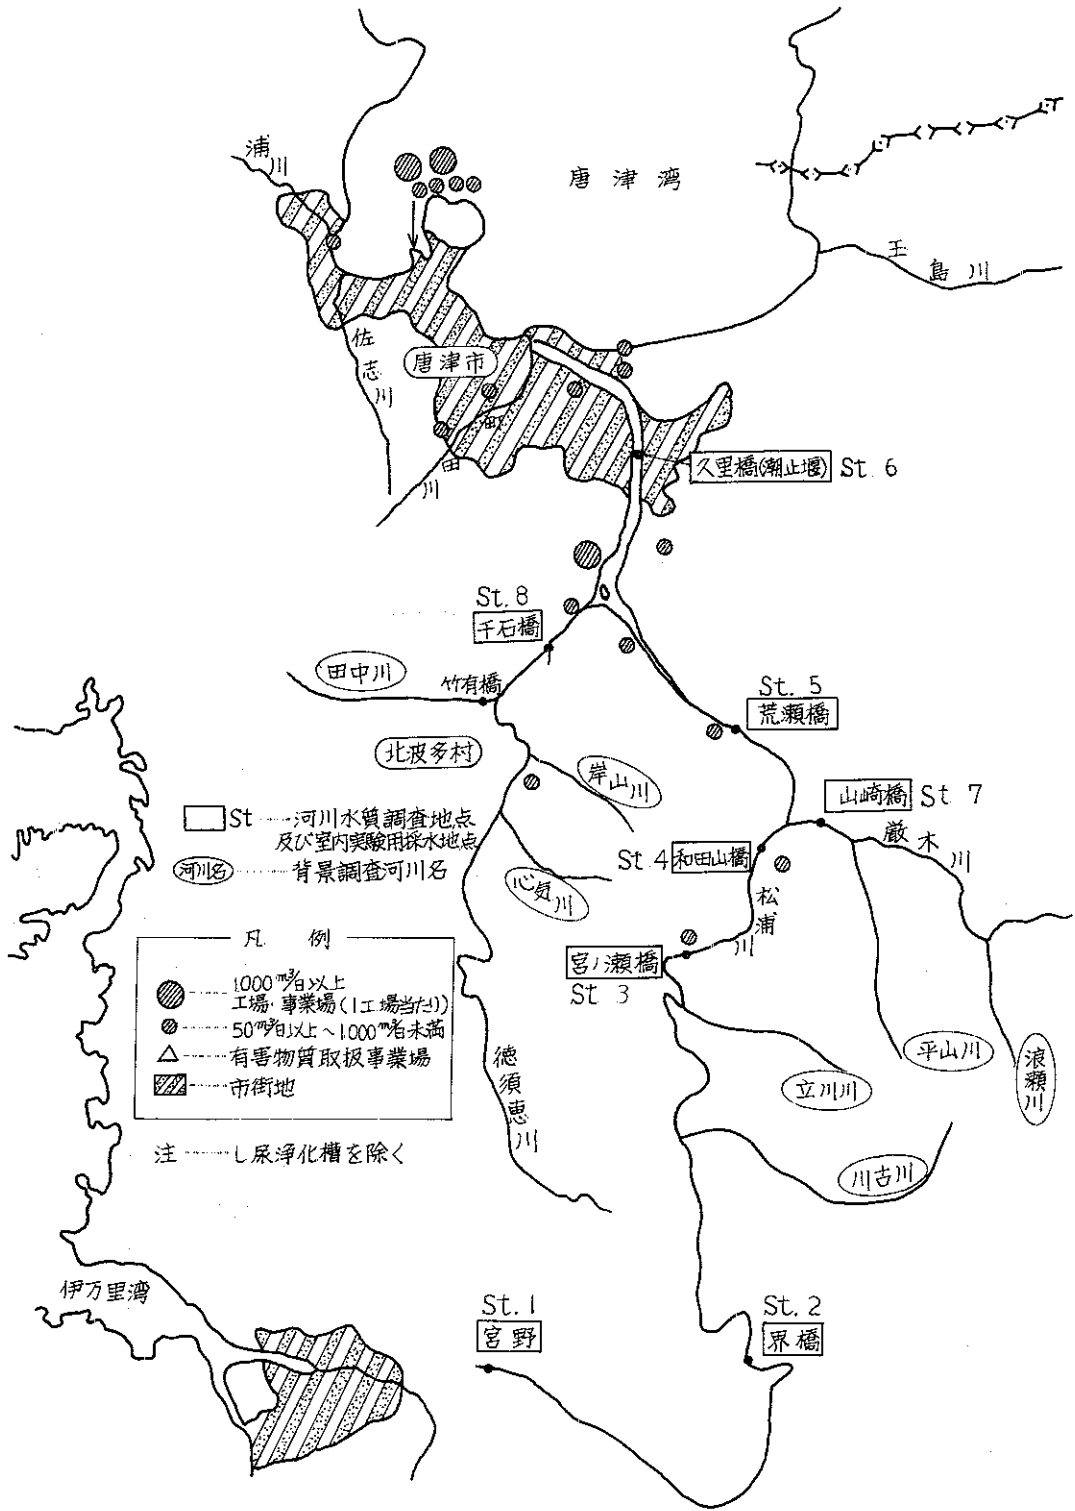 浦川
唐津湾
玉島川
佐志川
唐津市
町田川
久里橋(潮止堰) St. 6
St. 8
千石橋
田中川
竹有橋
St. 5
荒瀬橋
北波多村
岸山川
山崎橋 St 7
厳木川
St ‥‥河川水質調査地点
及び室内実験用採水地点
St 4 和田山橋
河川名 ‥‥‥ 背景調査河川名
心気川
松浦川
凡例
宮ノ瀬橋
St 3
1000m³/日以上
工場・事業場(1工場当たり)
50m³/日以上~1,000m³/日未満
有害物質取扱事業場
市街地
徳須恵川
平山川
浪瀬川
立川川
注 ‥‥‥ し尿浄化槽を除く
川古川
伊万里湾
St. 1
宮野
St. 2
界橋